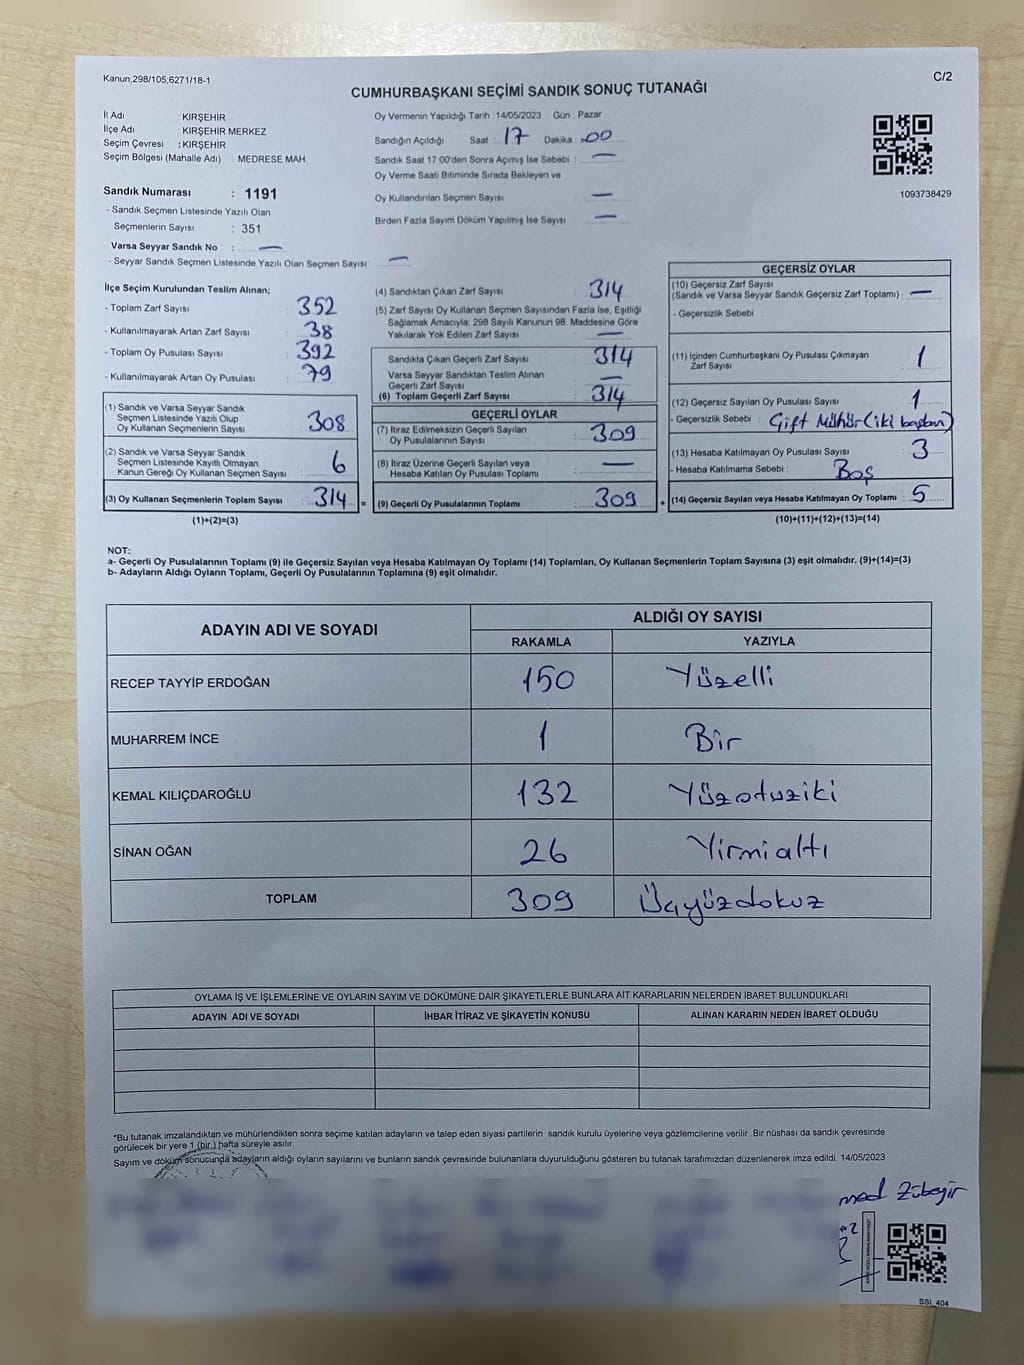 Kanun;298/105;6271/18-1
C/2
CUMHURBAŞKANI SEÇİMİ SANDIK SONUÇ TUTANAĞI
İl Adı : KIRŞEHİR
İlçe Adı : KIRŞEHİR MERKEZ
Seçim Çevresi : KIRŞEHİR
Seçim Bölgesi (Mahalle Adı) : MEDRESE MAH
Sandık Numarası : 1191
- Sandık Seçmen Listesinde Yazılı Olan
Seçmenlerin Sayısı : 351
Varsa Seyyar Sandık No : —
- Seyyar Sandık Seçmen Listesinde Yazılı Olan Seçmen Sayısı: —
Oy Vermenin Yapıldığı Tarih : 14/05/2023 Gün : Pazar
Sandığın Açıldığı Saat : 17 Dakika : 00
Sandık Saat 17:00'den Sonra Açımış İse Sebebi : —
Oy Verme Saati Bitiminde Sırada Bekleyen ve
Oy Kullandırılan Seçmen Sayısı —
Birden Fazla Sayım Döküm Yapılmış İse Sayısı —
1093738429
İlçe Seçim Kurulundan Teslim Alınan;
- Toplam Zarf Sayısı : 352
- Kullanılmayarak Artan Zarf Sayısı : 38
- Toplam Oy Pusulası Sayısı : 392
- Kullanılmayarak Artan Oy Pusulası : 79
(1) Sandık ve Varsa Seyyar Sandık
Seçmen Listesinde Yazılı Olup
Oy Kullanan Seçmenlerin Sayısı : 308
(2) Sandık ve Varsa Seyyar Sandık
Seçmen Listesinde Kayıtlı Olmayan
Kanun Gereği Oy Kullanan Seçmen Sayısı : 6
(3) Oy Kullanan Seçmenlerin Toplam Sayısı : 314 =
(1)+(2)=(3)
(4) Sandıktan Çıkan Zarf Sayısı : 314
(5) Zarf Sayısı Oy Kullanan Seçmen Sayısından Fazla İse, Eşitliği
Sağlamak Amacıyla; 298 Sayılı Kanunun 98. Maddesine Göre
Yakılarak Yok Edilen Zarf Sayısı —
Sandıkta Çıkan Geçerli Zarf Sayısı : 314
Varsa Seyyar Sandıktan Teslim Alınan
Geçerli Zarf Sayısı —
(6) Toplam Geçerli Zarf Sayısı : 314
GEÇERLİ OYLAR
(7) İtiraz Edilmeksizin Geçerli Sayılan
Oy Pusulalarının Sayısı : 309
(8) İtiraz Üzerine Geçerli Sayılan veya
Hesaba Katılan Oy Pusulası Toplamı : —
(9) Geçerli Oy Pusulalarının Toplamı : 309 +
GEÇERSİZ OYLAR
(10) Geçersiz Zarf Sayısı
(Sandık ve Varsa Seyyar Sandık Geçersiz Zarf Toplamı) : —
- Geçersizlik Sebebi :
(11) İçinden Cumhurbaşkanı Oy Pusulası Çıkmayan
Zarf Sayısı : 1
(12) Geçersiz Sayılan Oy Pusulası Sayısı : 1
- Geçersizlik Sebebi : Çift Mühür (iki baştan)
(13) Hesaba Katılmayan Oy Pusulası Sayısı : 3
- Hesaba Katılmama Sebebi : Boş
(14) Geçersiz Sayılan veya Hesaba Katılmayan Oy Toplamı : 5
(10)+(11)+(12)+(13)=(14)
NOT:
a- Geçerli Oy Pusulalarının Toplamı (9) ile Geçersiz Sayılan veya Hesaba Katılmayan Oy Toplamı (14) Toplamları, Oy Kullanan Seçmenlerin Toplam Sayısına (3) eşit olmalıdır. (9)+(14)=(3)
b- Adayların Aldığı Oyların Toplamı, Geçerli Oy Pusulalarının Toplamına (9) eşit olmalıdır.
ADAYIN ADI VE SOYADI
ALDIĞI OY SAYISI
RAKAMLA YAZIYLA
RECEP TAYYİP ERDOĞAN 150 Yüzelli
MUHARREM İNCE 1 Bir
KEMAL KILIÇDAROĞLU 132 Yüzotuziki
SİNAN OĞAN 26 Yirmialtı
TOPLAM 309 Üçyüzdokuz
OYLAMA İŞ VE İŞLEMLERİNE VE OYLARIN SAYIM VE DÖKÜMÜNE DAİR ŞİKAYETLERLE BUNLARA AİT KARARLARIN NELERDEN İBARET BULUNDUKLARI
ADAYIN ADI VE SOYADI İHBAR İTİRAZ VE ŞİKAYETİN KONUSU ALINAN KARARIN NEDEN İBARET OLDUĞU
*Bu tutanak imzalandıktan ve mühürlendikten sonra seçime katılan adayların ve talep eden siyasi partilerin sandık kurulu üyelerine veya gözlemcilerine verilir. Bir nüshası da sandık çevresinde
görülecek bir yere 1 (bir ) hafta süreyle asılır.
Sayım ve döküm sonucunda adayların aldığı oyların sayılarını ve bunların sandık çevresinde bulunanlara duyurulduğunu gösteren bu tutanak tarafımızdan düzenlenerek imza edildi. 14/05/2023
med Zübeyir
SSI_404